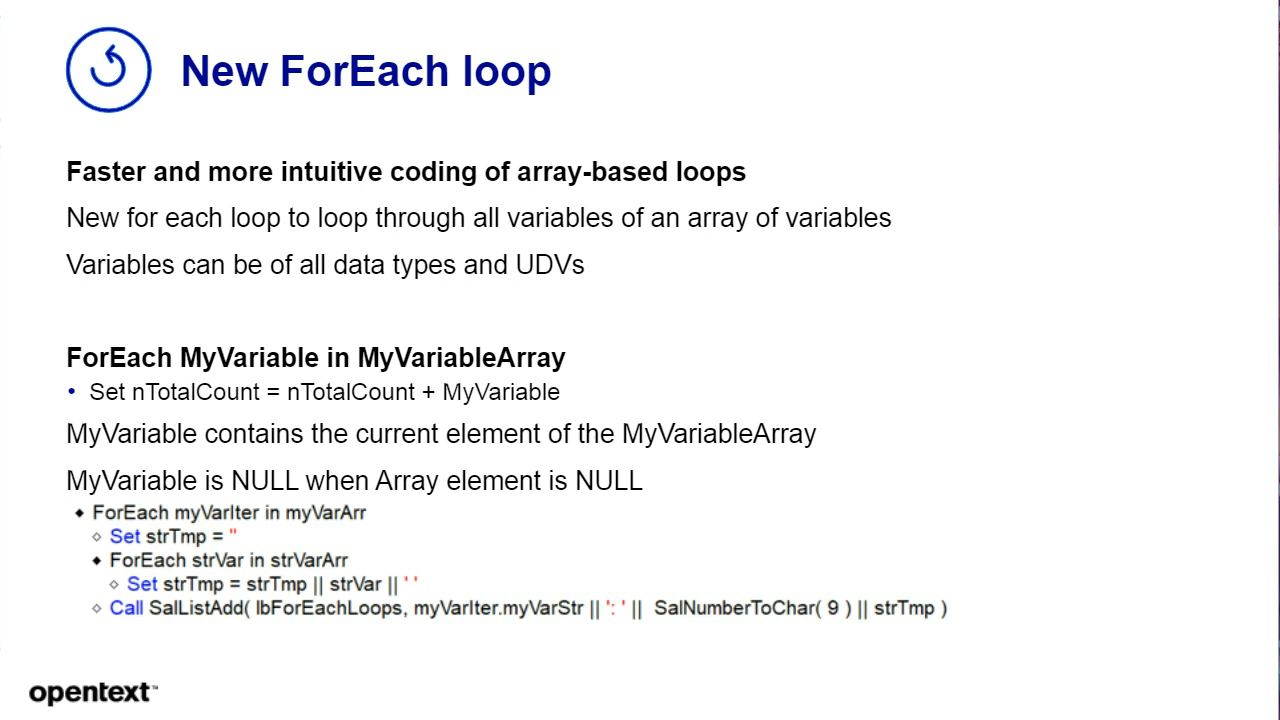 New ForEach loop
Faster and more intuitive coding of array-based loops
New for each loop to loop through all variables of an array of variables
Variables can be of all data types and UDVs
ForEach MyVariable in MyVariableArray
• Set nTotalCount = nTotalCount + MyVariable
MyVariable contains the current element of the MyVariableArray
MyVariable is NULL when Array element is NULL
◆ ForEach myVarIter in myVarArr
◇ Set strTmp = ''
◆ ForEach strVar in strVarArr
◇ Set strTmp = strTmp || strVar || ' '
◇ Call SalListAdd( lbForEachLoops, myVarIter.myVarStr || ': ' || SalNumberToChar( 9 ) || strTmp )
opentext™